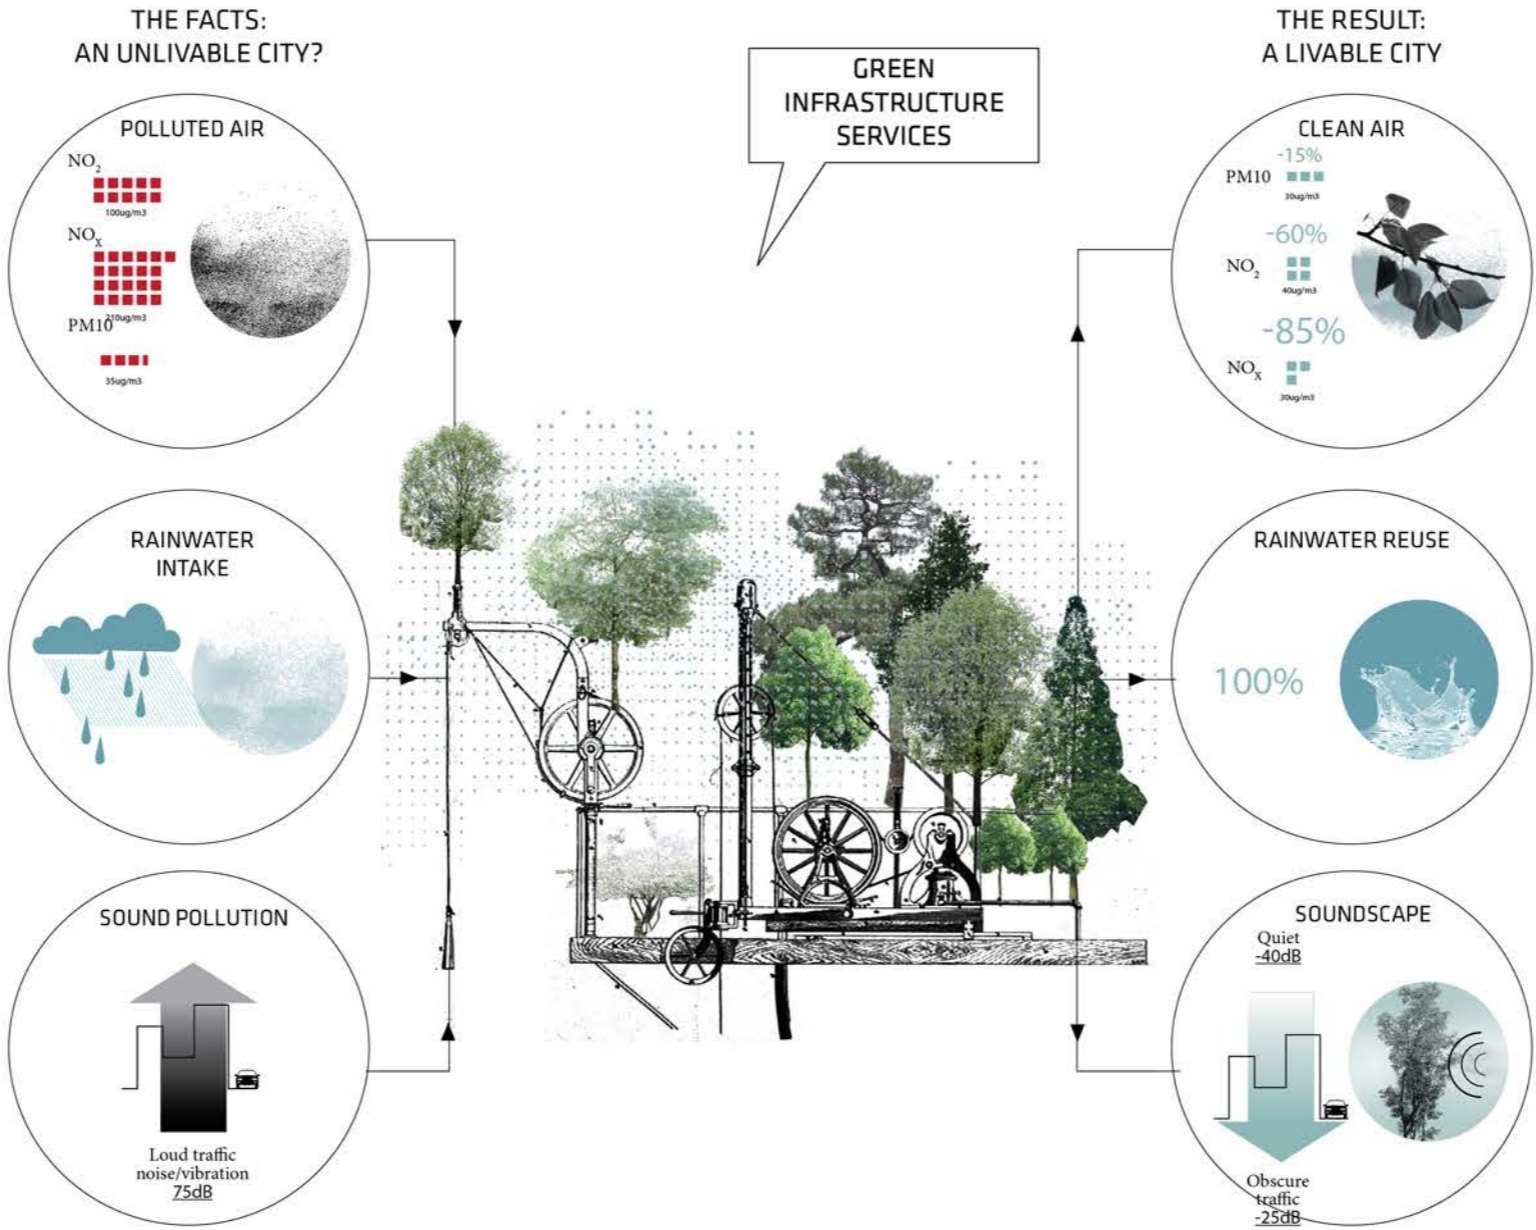 THE FACTS:
AN UNLIVABLE CITY?
POLLUTED AIR
NO2
100ug/m3
NOX
210ug/m3
PM10
35ug/m3
RAINWATER
INTAKE
SOUND POLLUTION
Loud traffic
noise/vibration
75dB
GREEN
INFRASTRUCTURE
SERVICES
THE RESULT:
A LIVABLE CITY
CLEAN AIR
-15%
PM10
30ug/m3
-60%
NO2
40ug/m3
-85%
NOX
30ug/m3
RAINWATER REUSE
100%
SOUNDSCAPE
Quiet
-40dB
Obscure
traffic
-25dB